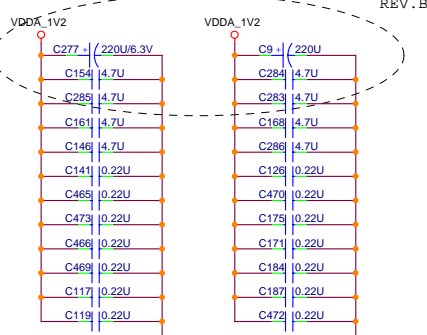 REV.B
VDDA_1V2 VDDA_1V2
C277 + 220U/6.3V C9 + 220U
C154 4.7U C284 4.7U
C285 4.7U C283 4.7U
C161 4.7U C168 4.7U
C146 4.7U C286 4.7U
C141 0.22U C126 0.22U
C465 0.22U C470 0.22U
C473 0.22U C175 0.22U
C466 0.22U C171 0.22U
C469 0.22U C184 0.22U
C117 0.22U C187 0.22U
C119 0.22U C472 0.22U